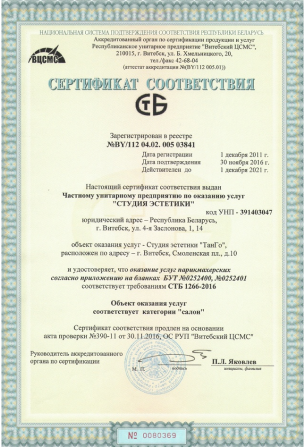 НАЦИОНАЛЬНАЯ СИСТЕМА ПОДТВЕРЖДЕНИЯ СООТВЕТСТВИЯ РЕСПУБЛИКИ БЕЛАРУСЬ
Аккредитованный орган по сертификации продукции и услуг
Республиканское унитарное предприятие "Витебский ЦСМС",
210015, г. Витебск, ул. Б. Хмельницкого, 20,
тел./факс 42-68-04
(аттестат аккредитации №BY/112 005.01)
ВЦСМС
СЕРТИФИКАТ СООТВЕТСТВИЯ
СТБ
Зарегистрирован в реестре
№BY/112 04.02. 005 03841
Дата регистрации 1 декабря 2011 г.
Дата подтверждения 30 ноября 2016 г.
Действителен до 1 декабря 2021 г.
Настоящий сертификат соответствия выдан
Частному унитарному предприятию по оказанию услуг
"СТУДИЯ ЭСТЕТИКИ"
код УНП - 391403047
юридический адрес – Республика Беларусь,
г. Витебск, ул. 4-я Заслонова, 1, 14
объект оказания услуг - Студия эстетики "ТанГо",
расположен по адресу – г. Витебск, Смоленская пл., д.10
и удостоверяет, что оказание услуг парикмахерских
согласно приложению на бланках БУТ №0252400, №0252401
соответствует требованиям СТБ 1266-2016
Объект оказания услуг
соответствует категории "салон"
Сертификат соответствия выдан на основании
акта проверки №390-11 от 30.11.2016, ОС РУП "Витебский ЦСМС"
Руководитель аккредитованного
органа по сертификации
П.Л. Яковлев
М. П. подпись инициалы, фамилия
№ 0080369